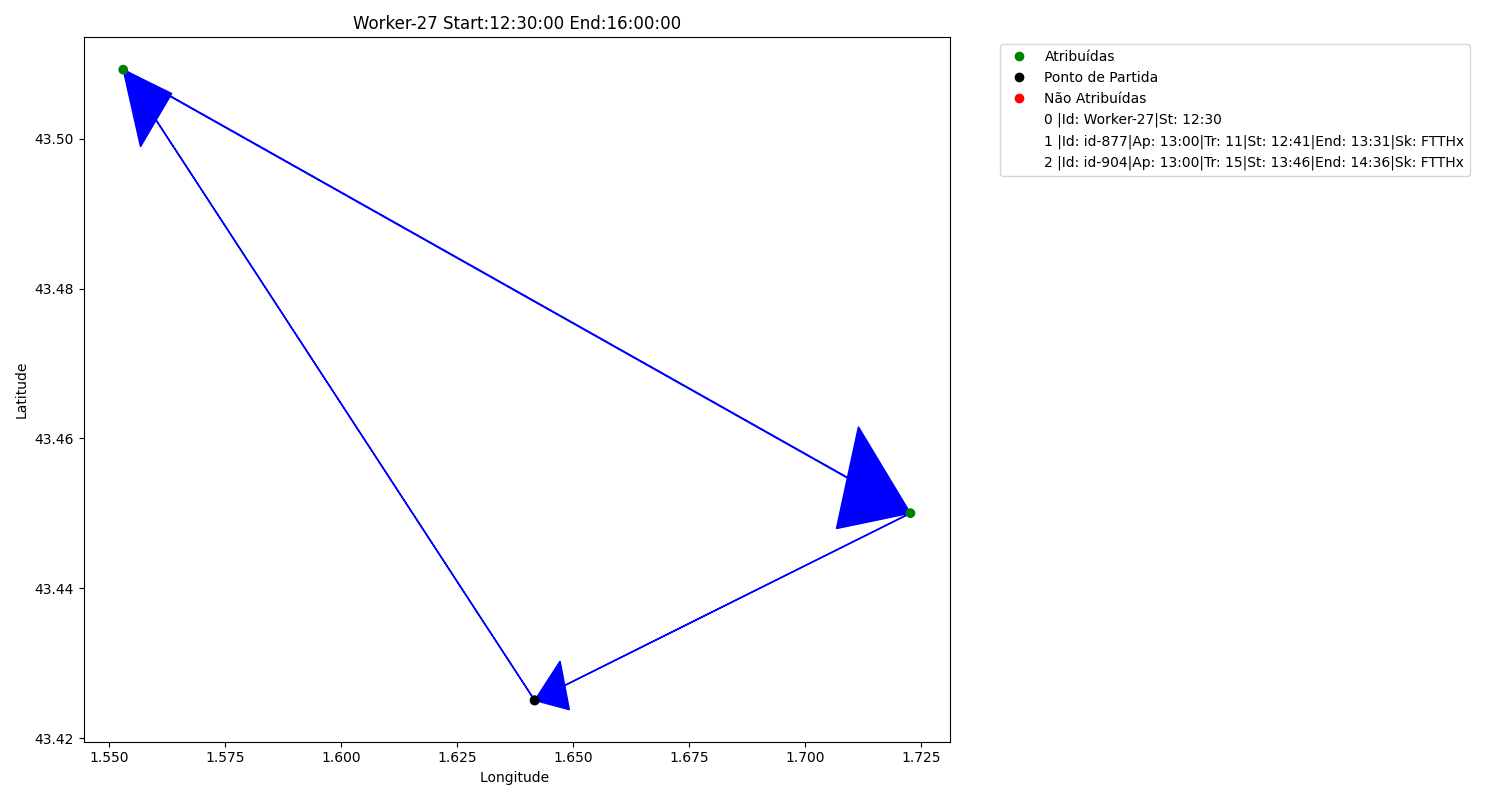 Worker-27 Start:12:30:00 End:16:00:00
Atribuídas
Ponto de Partida
Não Atribuídas
0 |Id: Worker-27|St: 12:30
1 |Id: id-877|Ap: 13:00|Tr: 11|St: 12:41|End: 13:31|Sk: FTTHx
2 |Id: id-904|Ap: 13:00|Tr: 15|St: 13:46|End: 14:36|Sk: FTTHx
Latitude
43.50
43.48
43.46
43.44
43.42
1.550 1.575 1.600 1.625 1.650 1.675 1.700 1.725
Longitude